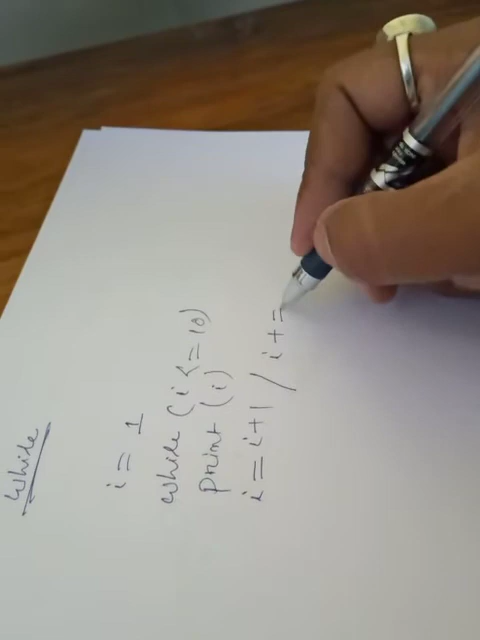 while
i = 1
while (i <= 10)
print (i)
i = i+1 / i+=